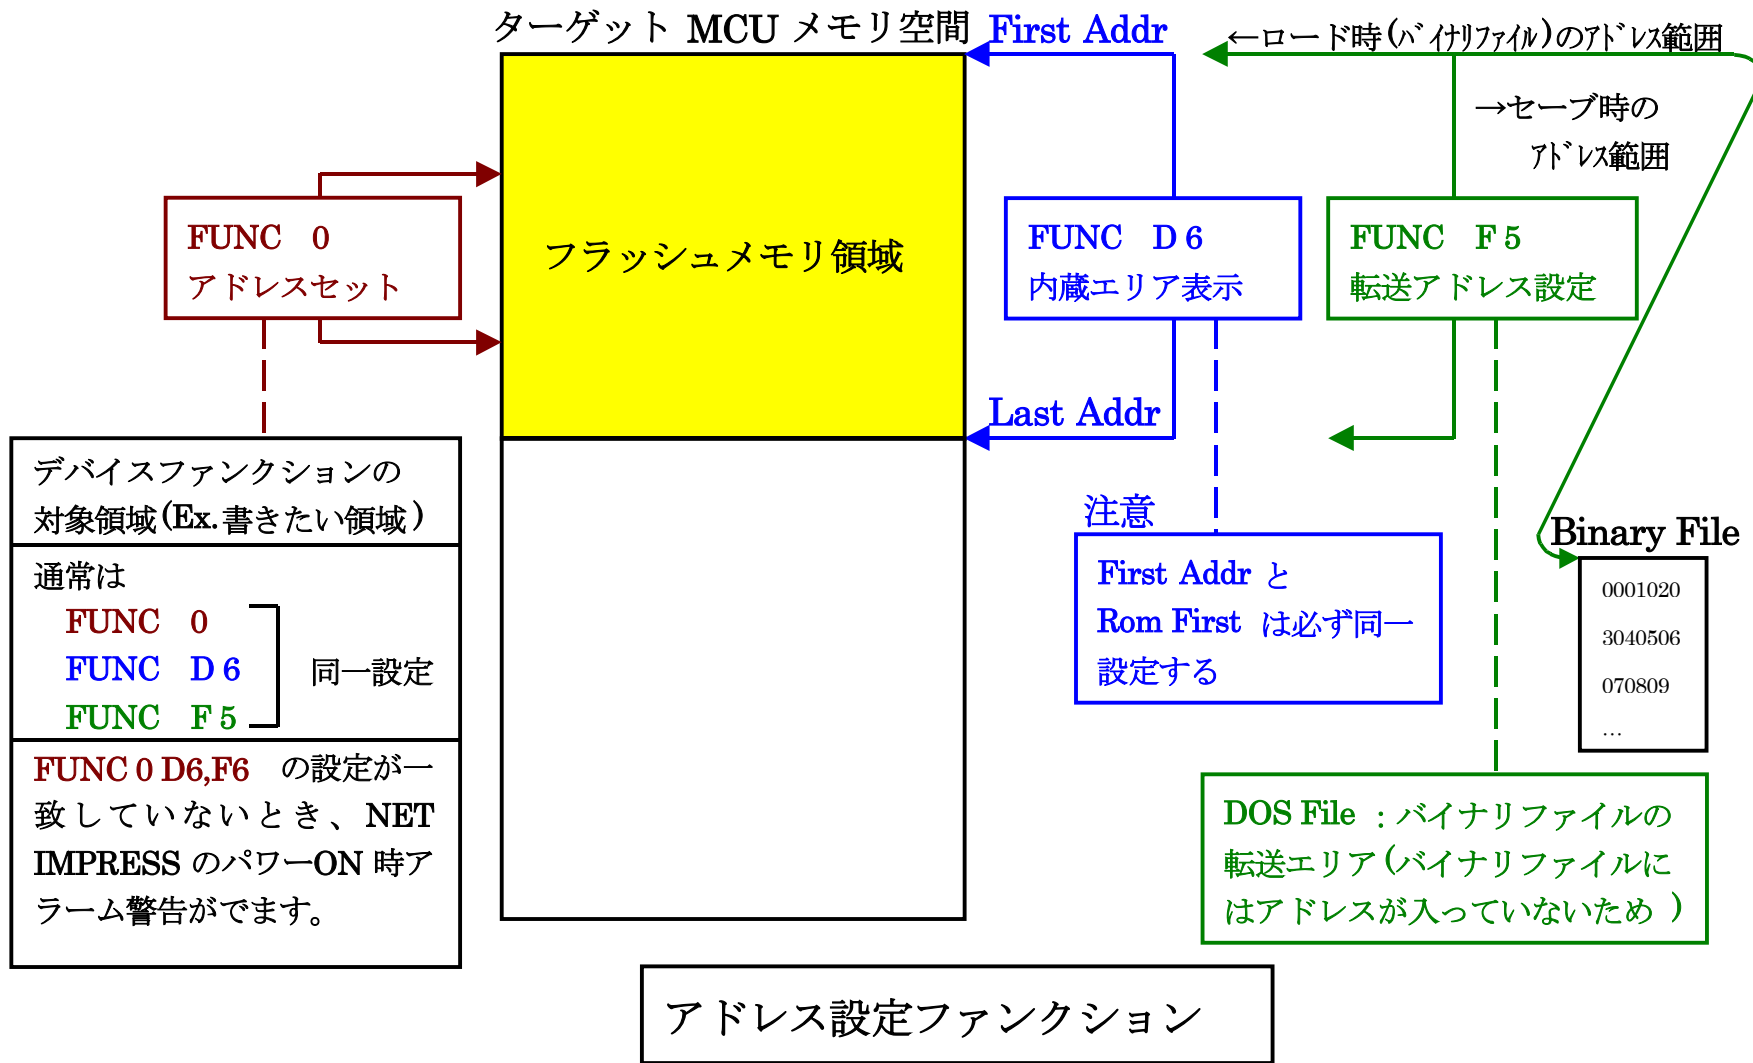 ターゲット MCU メモリ空間
First Addr
←ロード時(ﾊﾞｲﾅﾘﾌｧｲﾙ)のｱﾄﾞﾚｽ範囲
→セーブ時の
ｱﾄﾞﾚｽ範囲
FUNC 0
アドレスセット
フラッシュメモリ領域
FUNC D 6
内蔵エリア表示
FUNC F 5
転送アドレス設定
Last Addr
デバイスファンクションの
対象領域(Ex.書きたい領域)
通常は
FUNC 0
FUNC D 6
FUNC F 5
同一設定
FUNC 0 D6,F6 の設定が一
致していないとき、NET
IMPRESS のパワーON 時ア
ラーム警告がでます。
注意
First Addr と
Rom First は必ず同一
設定する
Binary File
0001020
3040506
070809
…
DOS File : バイナリファイルの
転送エリア(バイナリファイルに
はアドレスが入っていないため )
アドレス設定ファンクション